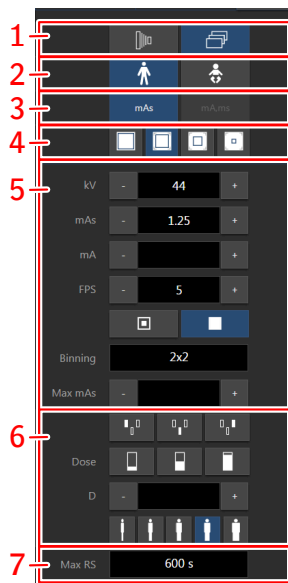 1
2
3 mAs mA.ms
4
5
kV - 44 +
mAs - 1.25 +
mA - +
FPS - 5 +
Binning 2x2
Max mAs - +
6
Dose
D - +
7 Max RS 600 s